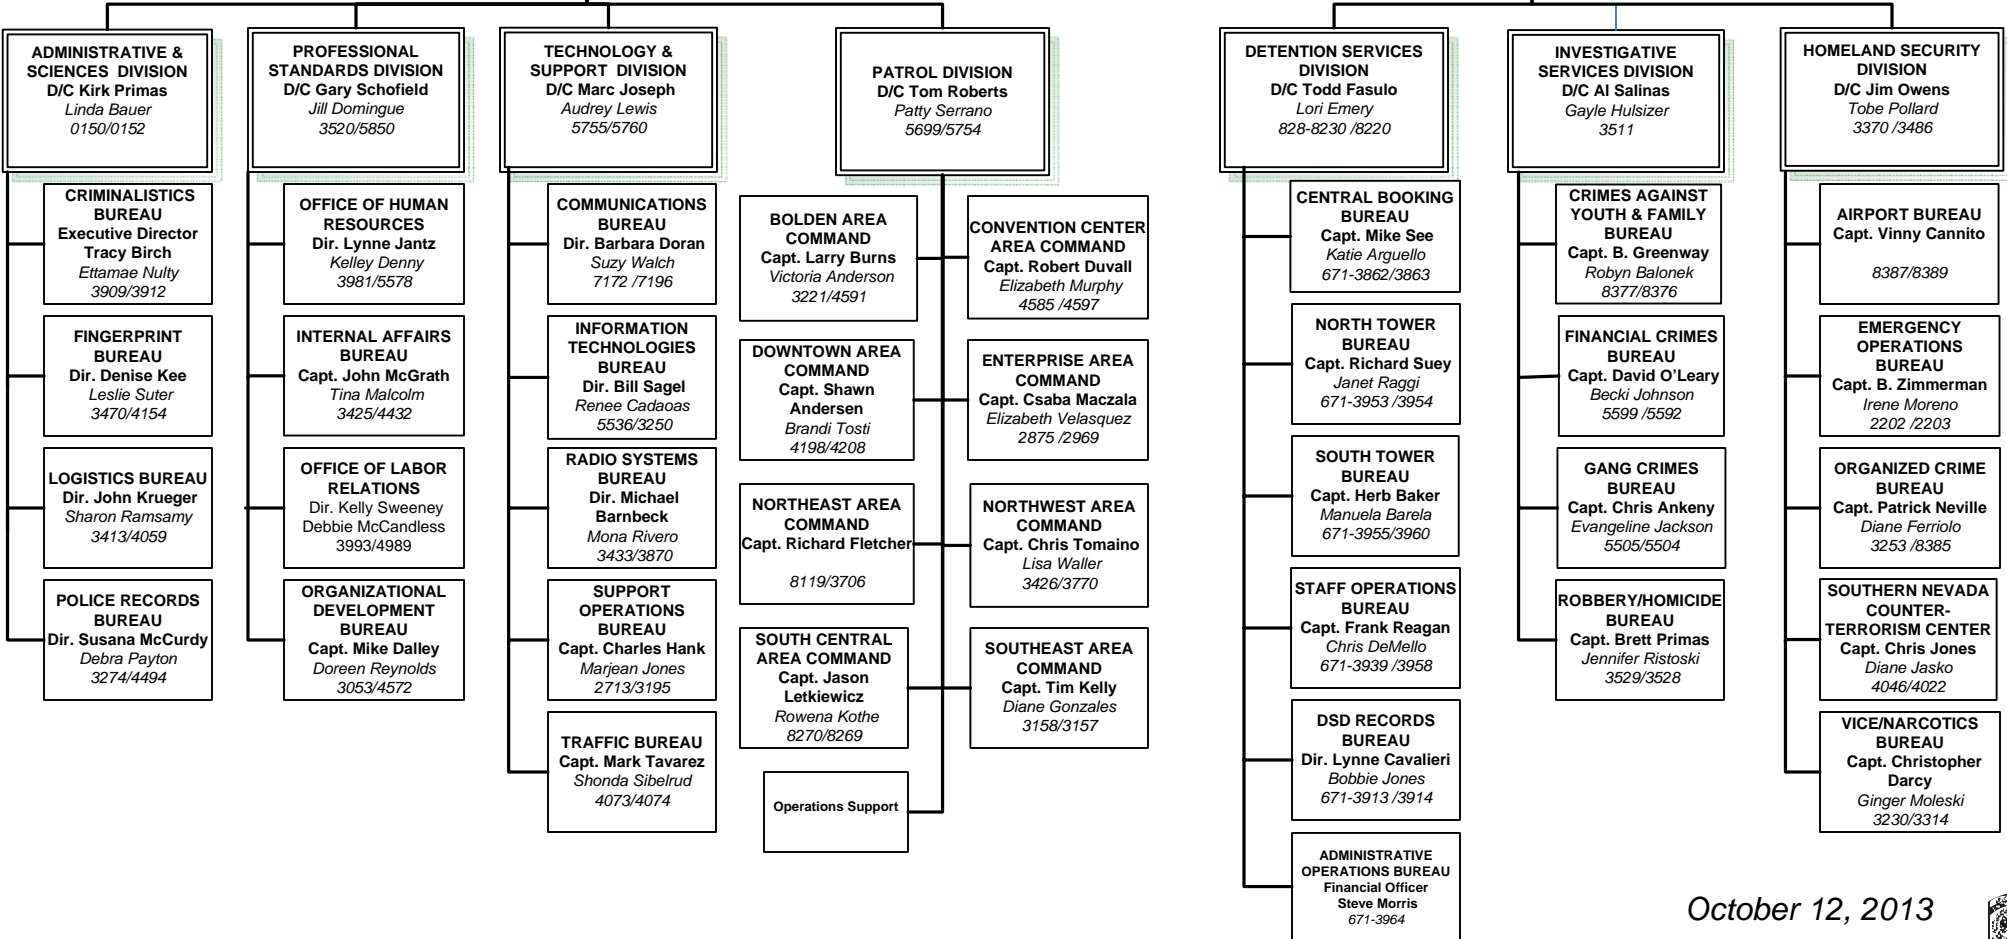 ADMINISTRATIVE &
SCIENCES DIVISION
D/C Kirk Primas
Linda Bauer
0150/0152
CRIMINALISTICS
BUREAU
Executive Director
Tracy Birch
Ettamae Nulty
3909/3912
FINGERPRINT
BUREAU
Dir. Denise Kee
Leslie Suter
3470/4154
LOGISTICS BUREAU
Dir. John Krueger
Sharon Ramsamy
3413/4059
POLICE RECORDS
BUREAU
Dir. Susana McCurdy
Debra Payton
3274/4494
PROFESSIONAL
STANDARDS DIVISION
D/C Gary Schofield
Jill Domingue
3520/5850
OFFICE OF HUMAN
RESOURCES
Dir. Lynne Jantz
Kelley Denny
3981/5578
INTERNAL AFFAIRS
BUREAU
Capt. John McGrath
Tina Malcolm
3425/4432
OFFICE OF LABOR
RELATIONS
Dir. Kelly Sweeney
Debbie McCandless
3993/4989
ORGANIZATIONAL
DEVELOPMENT
BUREAU
Capt. Mike Dalley
Doreen Reynolds
3053/4572
TECHNOLOGY &
SUPPORT DIVISION
D/C Marc Joseph
Audrey Lewis
5755/5760
COMMUNICATIONS
BUREAU
Dir. Barbara Doran
Suzy Walch
7172 /7196
INFORMATION
TECHNOLOGIES
BUREAU
Dir. Bill Sagel
Renee Cadaoas
5536/3250
RADIO SYSTEMS
BUREAU
Dir. Michael
Barnbeck
Mona Rivero
3433/3870
SUPPORT
OPERATIONS
BUREAU
Capt. Charles Hank
Marjean Jones
2713/3195
TRAFFIC BUREAU
Capt. Mark Tavarez
Shonda Sibelrud
4073/4074
PATROL DIVISION
D/C Tom Roberts
Patty Serrano
5699/5754
BOLDEN AREA
COMMAND
Capt. Larry Burns
Victoria Anderson
3221/4591
CONVENTION CENTER
AREA COMMAND
Capt. Robert Duvall
Elizabeth Murphy
4585 /4597
DOWNTOWN AREA
COMMAND
Capt. Shawn
Andersen
Brandi Tosti
4198/4208
ENTERPRISE AREA
COMMAND
Capt. Csaba Maczala
Elizabeth Velasquez
2875 /2969
NORTHEAST AREA
COMMAND
Capt. Richard Fletcher
8119/3706
NORTHWEST AREA
COMMAND
Capt. Chris Tomaino
Lisa Waller
3426/3770
SOUTH CENTRAL
AREA COMMAND
Capt. Jason
Letkiewicz
Rowena Kothe
8270/8269
SOUTHEAST AREA
COMMAND
Capt. Tim Kelly
Diane Gonzales
3158/3157
Operations Support
DETENTION SERVICES
DIVISION
D/C Todd Fasulo
Lori Emery
828-8230 /8220
CENTRAL BOOKING
BUREAU
Capt. Mike See
Katie Arguello
671-3862/3863
NORTH TOWER
BUREAU
Capt. Richard Suey
Janet Raggi
671-3953 /3954
SOUTH TOWER
BUREAU
Capt. Herb Baker
Manuela Barela
671-3955/3960
STAFF OPERATIONS
BUREAU
Capt. Frank Reagan
Chris DeMello
671-3939 /3958
DSD RECORDS
BUREAU
Dir. Lynne Cavalieri
Bobbie Jones
671-3913 /3914
ADMINISTRATIVE
OPERATIONS BUREAU
Financial Officer
Steve Morris
671-3964
INVESTIGATIVE
SERVICES DIVISION
D/C Al Salinas
Gayle Hulsizer
3511
CRIMES AGAINST
YOUTH & FAMILY
BUREAU
Capt. B. Greenway
Robyn Balonek
8377/8376
FINANCIAL CRIMES
BUREAU
Capt. David O'Leary
Becki Johnson
5599 /5592
GANG CRIMES
BUREAU
Capt. Chris Ankeny
Evangeline Jackson
5505/5504
ROBBERY/HOMICIDE
BUREAU
Capt. Brett Primas
Jennifer Ristoski
3529/3528
HOMELAND SECURITY
DIVISION
D/C Jim Owens
Tobe Pollard
3370 /3486
AIRPORT BUREAU
Capt. Vinny Cannito
8387/8389
EMERGENCY
OPERATIONS
BUREAU
Capt. B. Zimmerman
Irene Moreno
2202 /2203
ORGANIZED CRIME
BUREAU
Capt. Patrick Neville
Diane Ferriolo
3253 /8385
SOUTHERN NEVADA
COUNTER-
TERRORISM CENTER
Capt. Chris Jones
Diane Jasko
4046/4022
VICE/NARCOTICS
BUREAU
Capt. Christopher
Darcy
Ginger Moleski
3230/3314
October 12, 2013